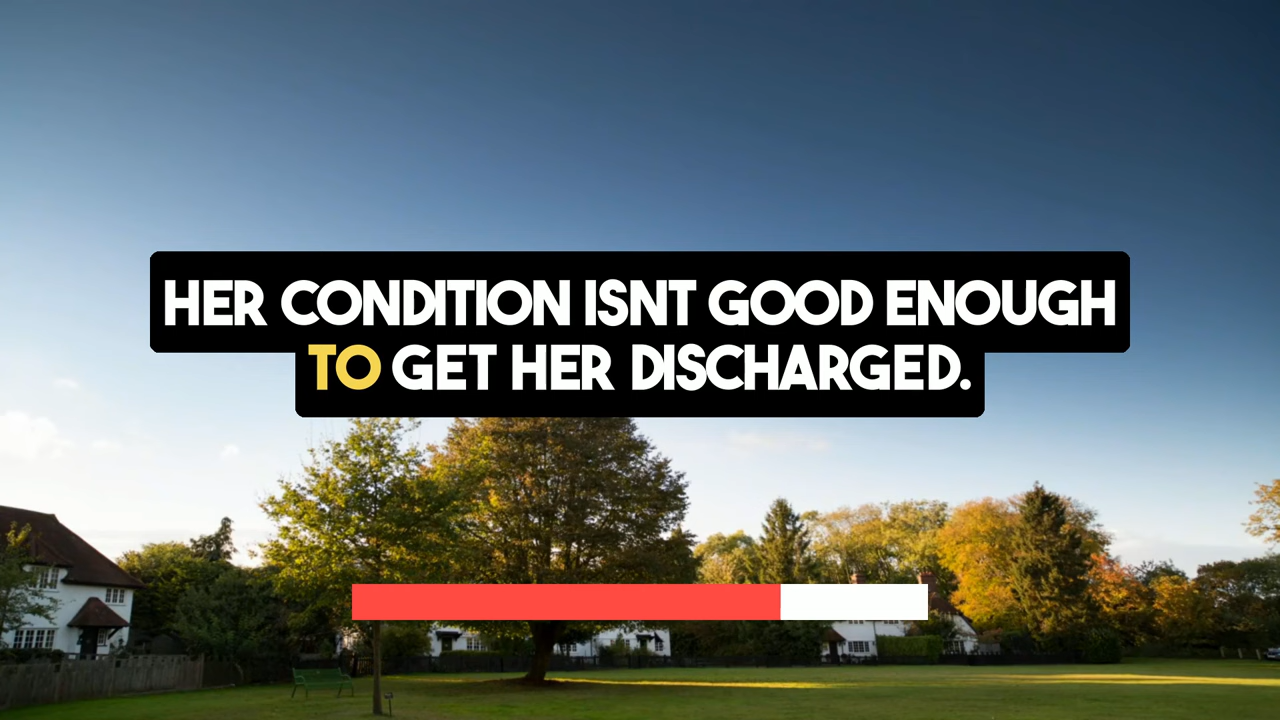 HER CONDITION ISNT GOOD ENOUGH
TO GET HER DISCHARGED.